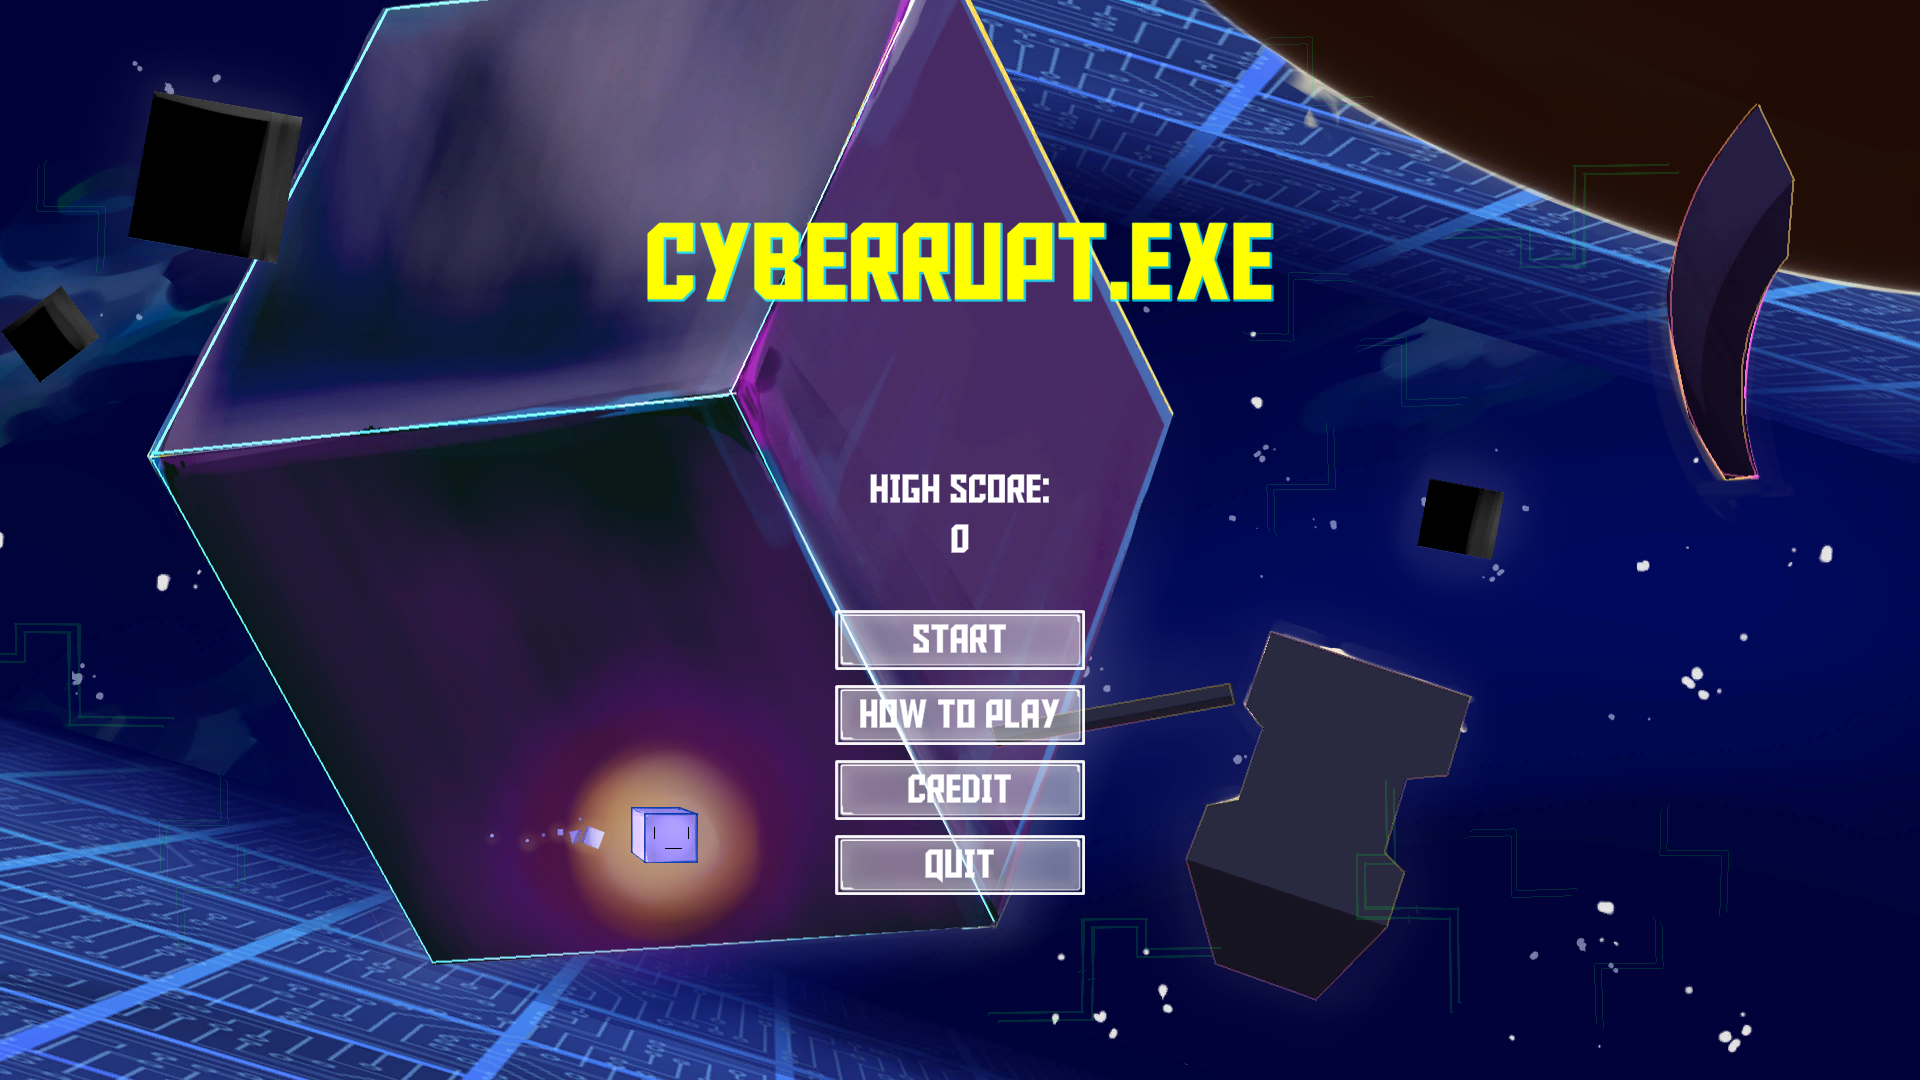 CYBERRUPT.EXE
HIGH SCORE:
0
START
HOW TO PLAY
CREDIT
QUIT